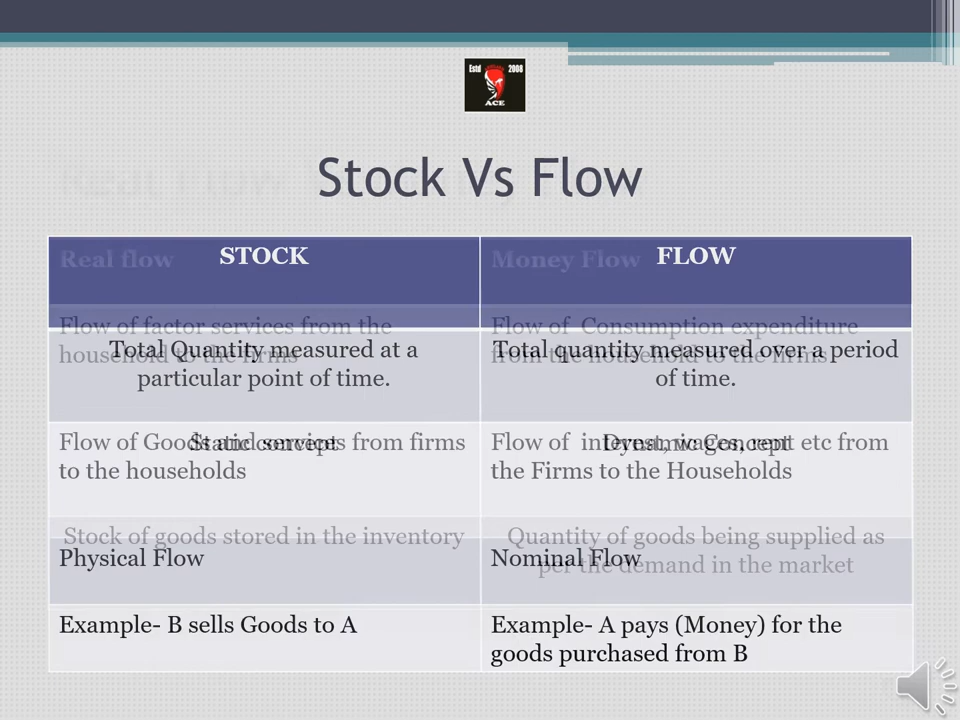 Estd 2008
ACE
Stock Vs Flow
Real flow
STOCK
Money Flow
FLOW
Flow of factor services from the
household to the firms
Total Quantity measured at a
particular point of time.
Flow of Consumption expenditure
from the household to the firms
Total quantity measured over a period
of time.
Flow of Goods and services from firms
to the households
Static concept
Flow of interest, wages, rent etc from
the Firms to the Households
Dynamic Concept
Stock of goods stored in the inventory
Quantity of goods being supplied as
per the demand in the market
Physical Flow
Nominal Flow
Example- B sells Goods to A
Example- A pays (Money) for the
goods purchased from B